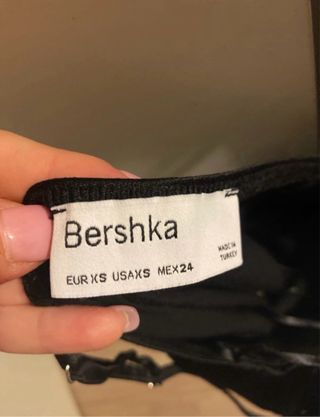 Bershka
EUR XS USA XS MEX 24
MADE IN
TURKEY